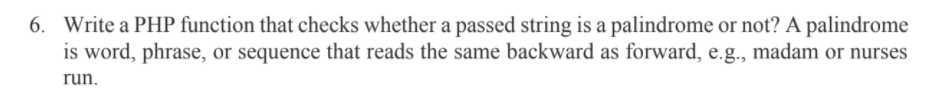 6. Write a PHP function that checks whether a passed string is a palindrome or not? A palindrome
is word, phrase, or sequence that reads the same backward as forward, e.g., madam or nurses
run.